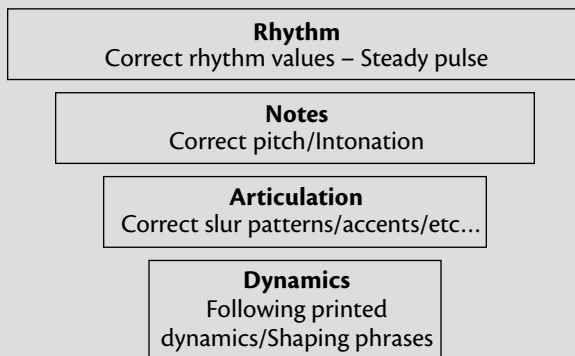 Rhythm
Correct rhythm values – Steady pulse
Notes
Correct pitch/Intonation
Articulation
Correct slur patterns/accents/etc...
Dynamics
Following printed
dynamics/Shaping phrases